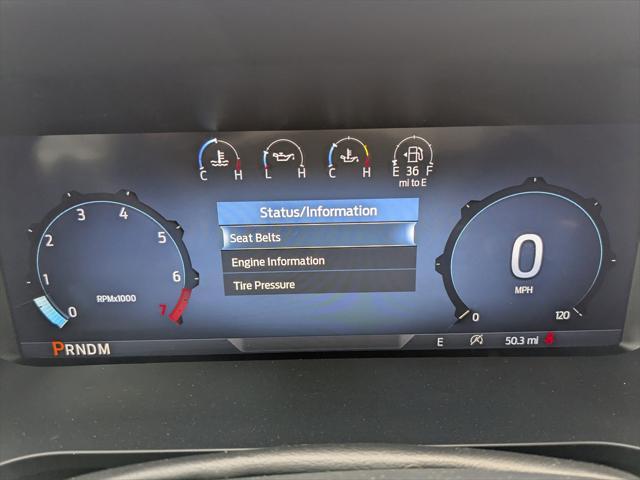 C H L H C H E 36 F
mi to E
Status/Information
Seat Belts
Engine Information
Tire Pressure
0 1 2 3 4 5 6 7
RPMx1000
0
MPH
0 120
PRNDM
E 50.3 mi